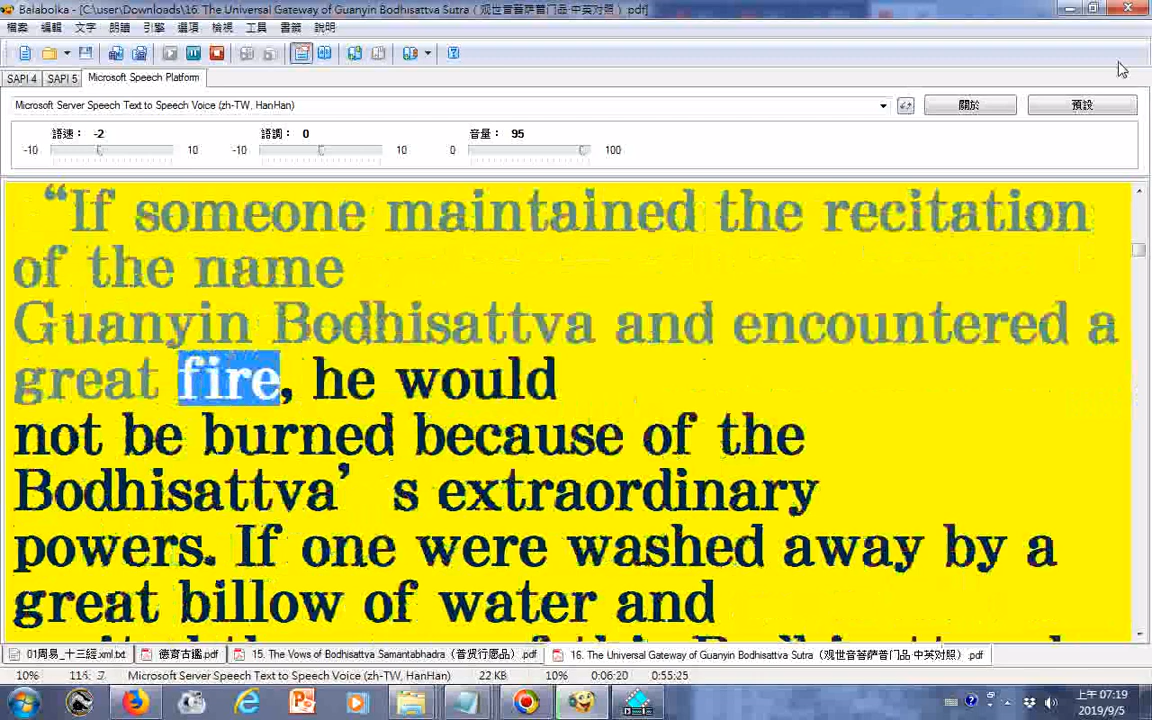 Balabolka - [C:\user\Downloads\16. The Universal Gateway of Guanyin Bodhisattva Sutra（观世音菩萨普门品·中英对照）.pdf]
檔案 編輯 文字 朗讀 引擎 選項 檢視 工具 書籤 說明
SAPI 4 SAPI 5 Microsoft Speech Platform
Microsoft Server Speech Text to Speech Voice (zh-TW, HanHan) 關於 預設
語速： -2 語調： 0 音量： 95
-10 10 -10 10 0 100
“If someone maintained the recitation
of the name
Guanyin Bodhisattva and encountered a
great fire, he would
not be burned because of the
Bodhisattva’s extraordinary
powers. If one were washed away by a
great billow of water and
01周易_十三經.xml.txt 德育古鑑.pdf 15. The Vows of Bodhisattva Samantabhadra（普贤行愿品）.pdf 16. The Universal Gateway of Guanyin Bodhisattva Sutra（观世音菩萨普门品·中英对照）.pdf
10% 116: 7 Microsoft Server Speech Text to Speech Voice (zh-TW, HanHan) 22 KB 10% 0:06:20 0:55:25
上午 07:19
2019/9/5